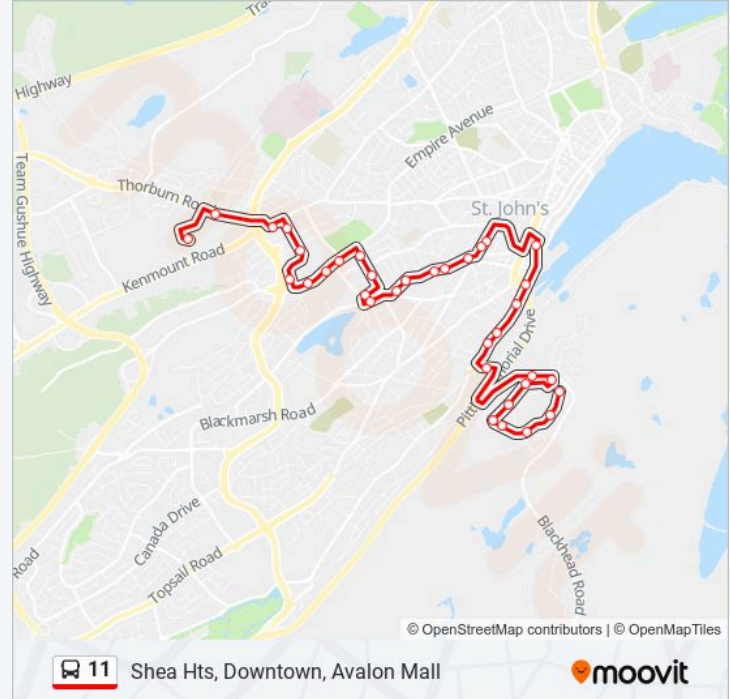 Tra
Highway
Empire Avenue
Team Gushue Highway
Thorburn Road
St. John's
Kenmount Road
Pitts Memorial Drive
Blackmarsh Road
Canada Drive
Blackhead Road
Road
Topsail Road
© OpenStreetMap contributors | © OpenMapTiles
11 Shea Hts, Downtown, Avalon Mall
moovit